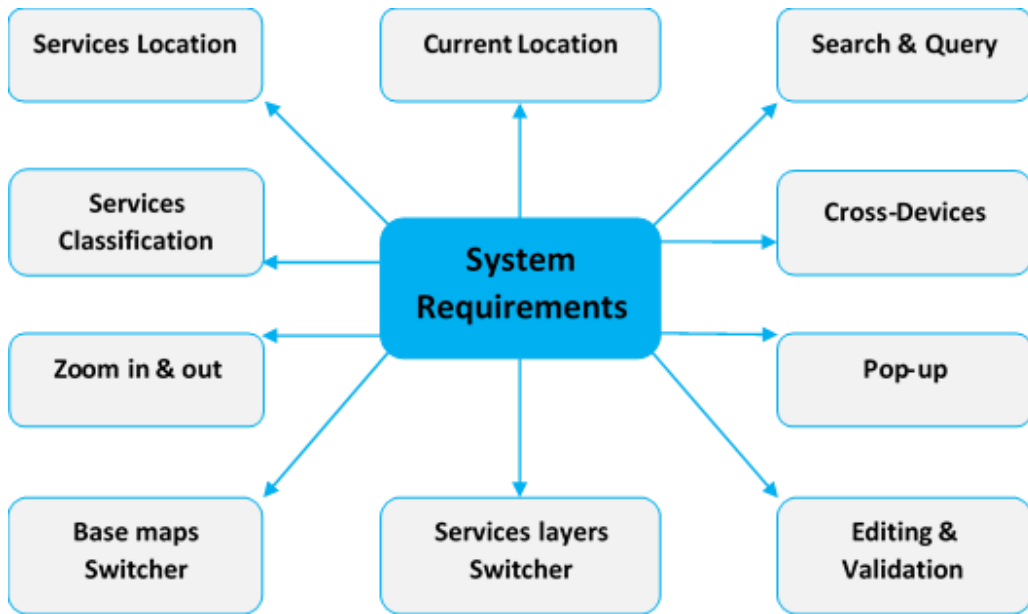 Services Location
Current Location
Search & Query
Services
Classification
System
Requirements
Cross-Devices
Zoom in & out
Pop-up
Base maps
Switcher
Services layers
Switcher
Editing &
Validation